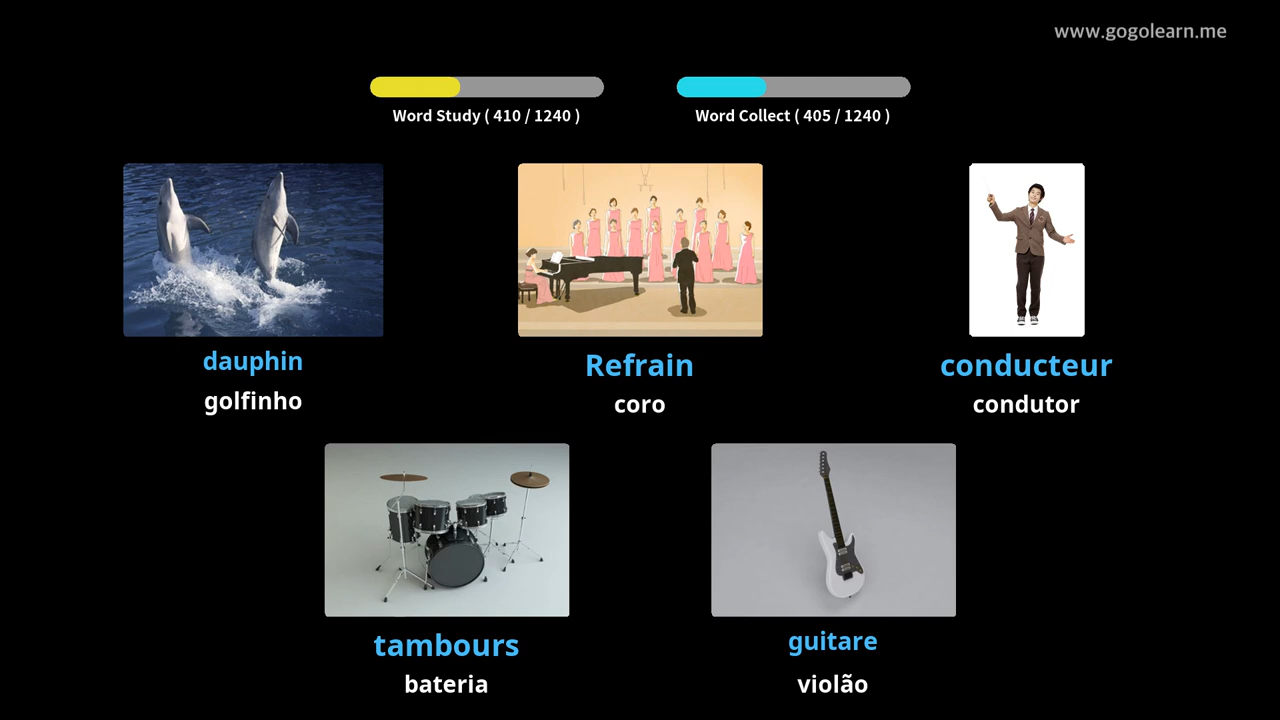 www.gogolearn.me
Word Study ( 410 / 1240 )
Word Collect ( 405 / 1240 )
dauphin
golfinho
Refrain
coro
conducteur
condutor
tambours
bateria
guitare
violão